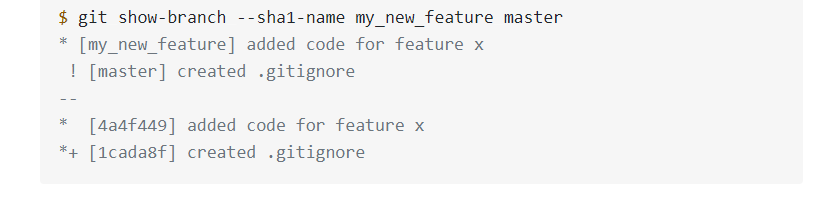 $ git show-branch --sha1-name my_new_feature master
* [my_new_feature] added code for feature x
 ! [master] created .gitignore
--
*  [4a4f449] added code for feature x
*+ [1cada8f] created .gitignore